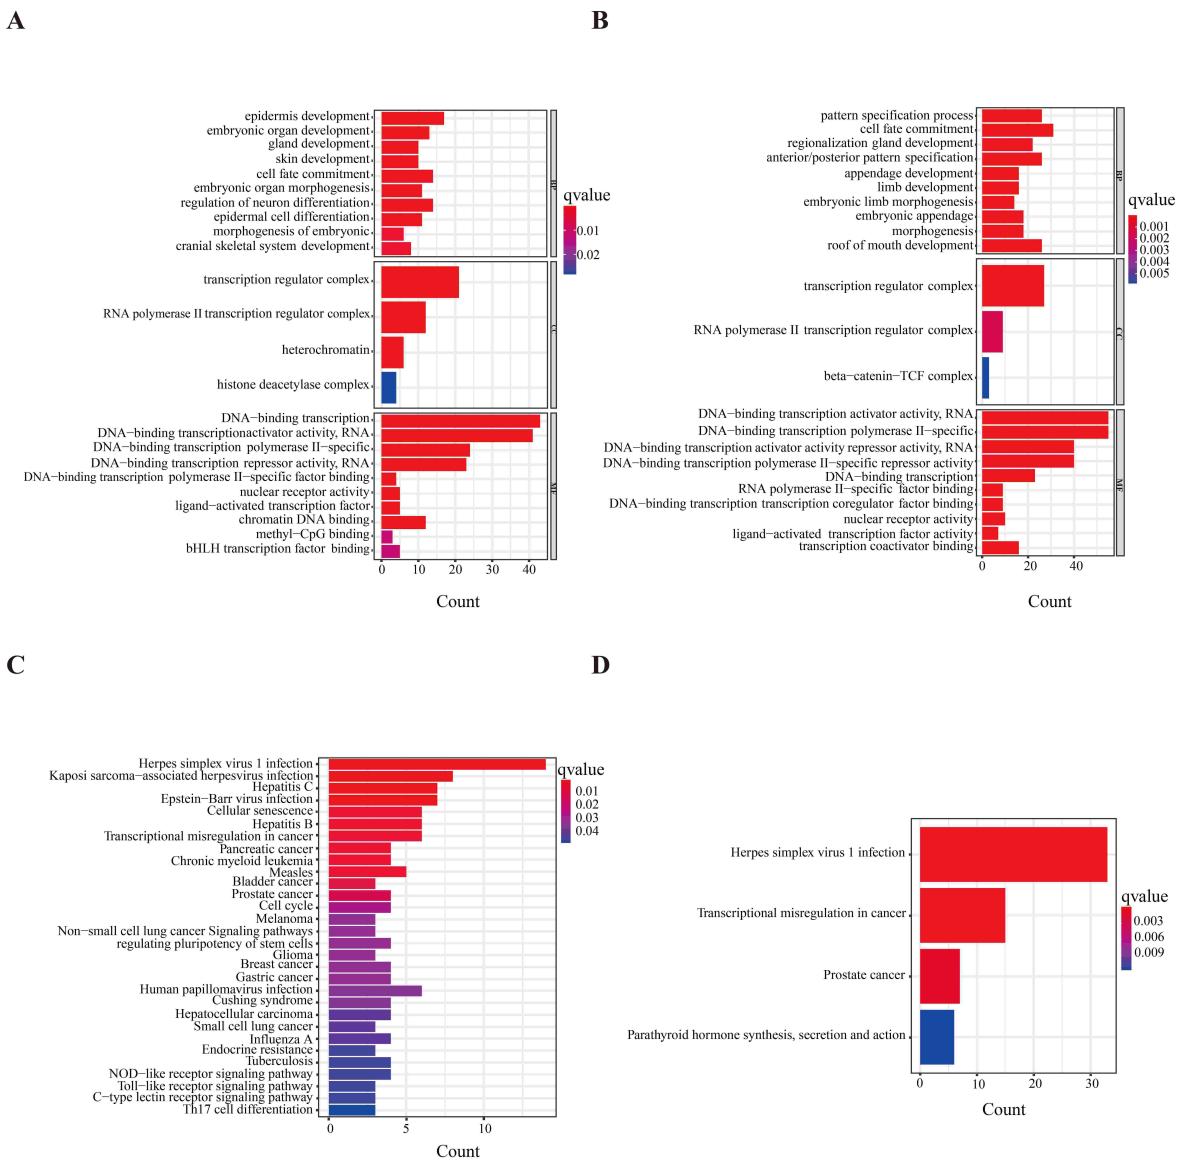 A
epidermis development
embryonic organ development
gland development
skin development
cell fate commitment
embryonic organ morphogenesis
regulation of neuron differentiation
epidermal cell differentiation
morphogenesis of embryonic
cranial skeletal system development
BP
transcription regulator complex
RNA polymerase II transcription regulator complex
heterochromatin
histone deacetylase complex
CC
DNA−binding transcription
DNA−binding transcriptionactivator activity, RNA
DNA−binding transcription polymerase II−specific
DNA−binding transcription repressor activity, RNA
DNA−binding transcription polymerase II−specific factor binding
nuclear receptor activity
ligand−activated transcription factor
chromatin DNA binding
methyl−CpG binding
bHLH transcription factor binding
MF
0 10 20 30 40
Count
qvalue
0.01
0.02
B
pattern specification process
cell fate commitment
regionalization gland development
anterior/posterior pattern specification
appendage development
limb development
embryonic limb morphogenesis
embryonic appendage
morphogenesis
roof of mouth development
BP
transcription regulator complex
RNA polymerase II transcription regulator complex
beta−catenin−TCF complex
CC
DNA−binding transcription activator activity, RNA
DNA−binding transcription polymerase II−specific
DNA−binding transcription activator activity repressor activity, RNA
DNA−binding transcription polymerase II−specific repressor activity
DNA−binding transcription
RNA polymerase II−specific factor binding
DNA−binding transcription transcription coregulator factor binding
nuclear receptor activity
ligand−activated transcription factor activity
transcription coactivator binding
MF
0 20 40
Count
qvalue
0.001
0.002
0.003
0.004
0.005
C
Herpes simplex virus 1 infection
Kaposi sarcoma−associated herpesvirus infection
Hepatitis C
Epstein−Barr virus infection
Cellular senescence
Hepatitis B
Transcriptional misregulation in cancer
Pancreatic cancer
Chronic myeloid leukemia
Measles
Bladder cancer
Prostate cancer
Cell cycle
Melanoma
Non−small cell lung cancer Signaling pathways
regulating pluripotency of stem cells
Glioma
Breast cancer
Gastric cancer
Human papillomavirus infection
Cushing syndrome
Hepatocellular carcinoma
Small cell lung cancer
Influenza A
Endocrine resistance
Tuberculosis
NOD−like receptor signaling pathway
Toll−like receptor signaling pathway
C−type lectin receptor signaling pathway
Th17 cell differentiation
0 5 10
Count
qvalue
0.01
0.02
0.03
0.04
D
Herpes simplex virus 1 infection
Transcriptional misregulation in cancer
Prostate cancer
Parathyroid hormone synthesis, secretion and action
0 10 20 30
Count
qvalue
0.003
0.006
0.009